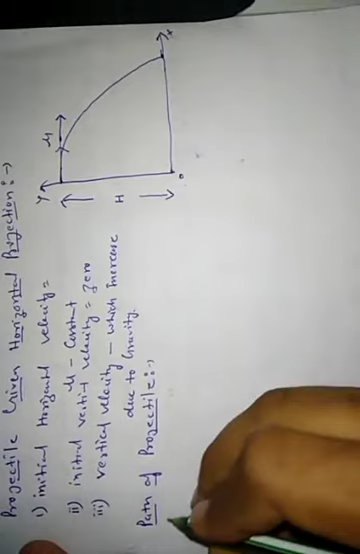 Projectile Given Horizontal Projection:→
i) initial Horizontal velocity =
u - Constant
ii) initial vertical velocity = zero
iii) vertical velocity - which increase
due to Gravity.
Path of Projectile:→
Y
u
H
X
o